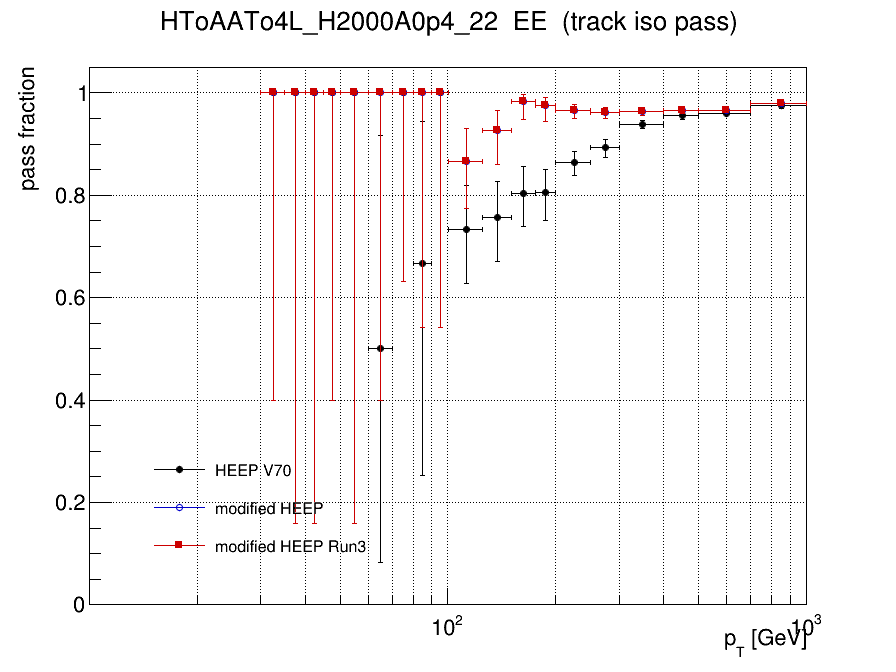 HToAATo4L_H2000A0p4_22 EE (track iso pass)
pass fraction
1
0.8
0.6
0.4
0.2
0
HEEP V70
modified HEEP
modified HEEP Run3
10²
10³
p_T [GeV]